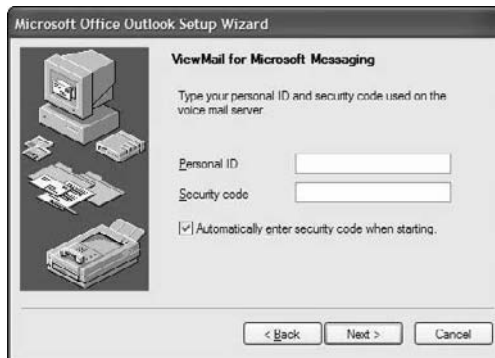 Microsoft Office Outlook Setup Wizard
ViewMail for Microsoft Messaging
Type your personal ID and security code used on the
voice mail server.
Personal ID
Security code
Automatically enter security code when starting.
< Back
Next >
Cancel